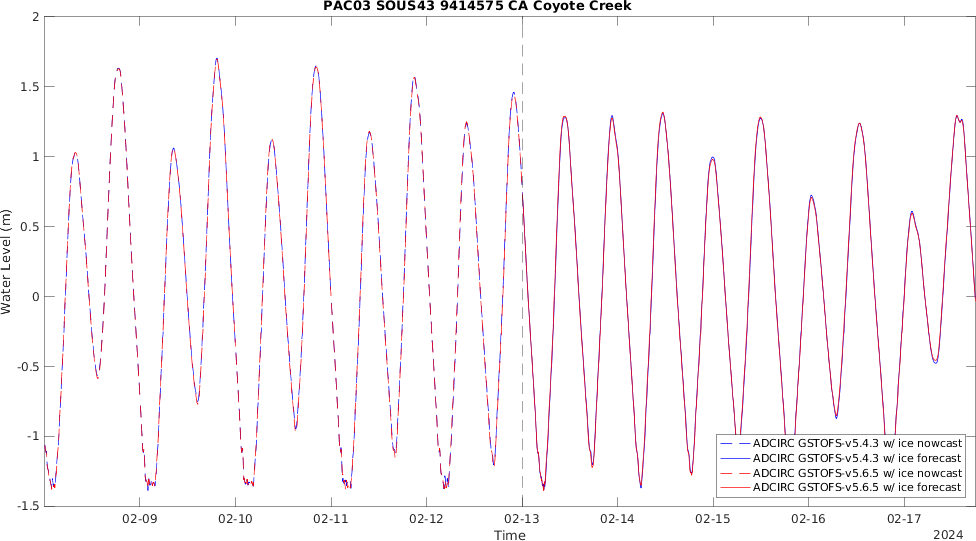 PAC03 SOUS43 9414575 CA Coyote Creek
2
1.5
1
0.5
0
-0.5
-1
-1.5
Water Level (m)
02-09
02-10
02-11
02-12
02-13
02-14
02-15
02-16
02-17
Time
2024
ADCIRC GSTOFS-v5.4.3 w/ ice nowcast
ADCIRC GSTOFS-v5.4.3 w/ ice forecast
ADCIRC GSTOFS-v5.6.5 w/ ice nowcast
ADCIRC GSTOFS-v5.6.5 w/ ice forecast